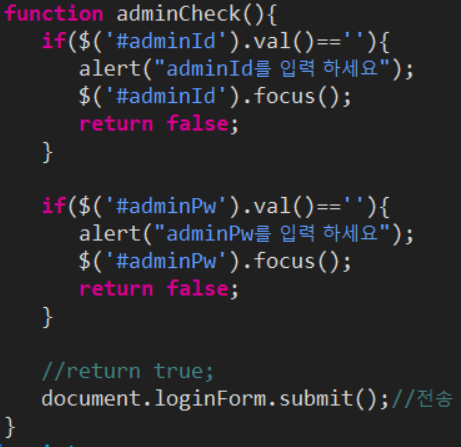 function adminCheck(){
if($('#adminId').val()==''){
alert("adminId를 입력 하세요");
$('#adminId').focus();
return false;
}
if($('#adminPw').val()==''){
alert("adminPw를 입력 하세요");
$('#adminPw').focus();
return false;
}
//return true;
document.loginForm.submit();//전송
}